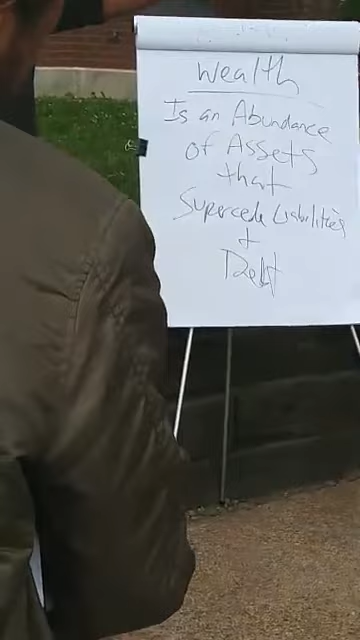 Wealth
Is an Abundance
of Assets
that
Supercede Liabilities
+
Debt